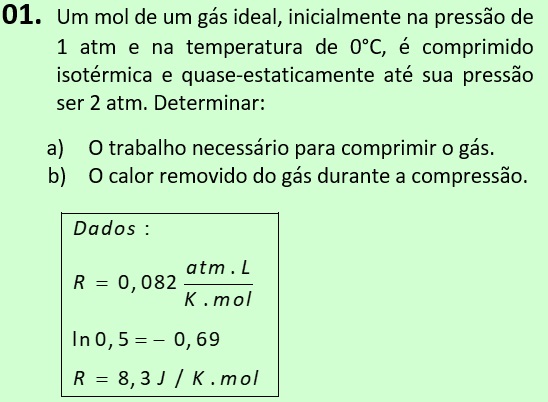 01. Um mol de um gás ideal, inicialmente na pressão de
1 atm e na temperatura de 0°C, é comprimido
isotérmica e quase-estaticamente até sua pressão
ser 2 atm. Determinar:
a) O trabalho necessário para comprimir o gás.
b) O calor removido do gás durante a compressão.
Dados :
R = 0,082 atm . L / K . mol
ln 0,5 = – 0,69
R = 8,3 J / K . mol